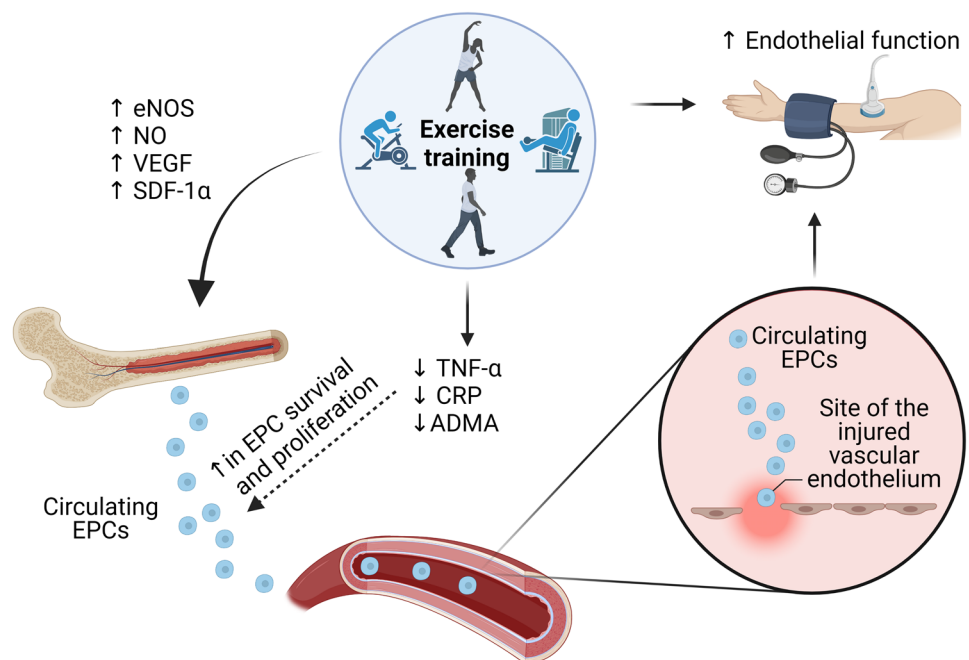 ↑ Endothelial function
↑ eNOS
↑ NO
↑ VEGF
↑ SDF-1α
Exercise
training
↓ TNF-α
↓ CRP
↓ADMA
↑in EPC survival
and proliferation
Circulating
EPCs
Circulating
EPCs
Site of the
injured
vascular
endothelium